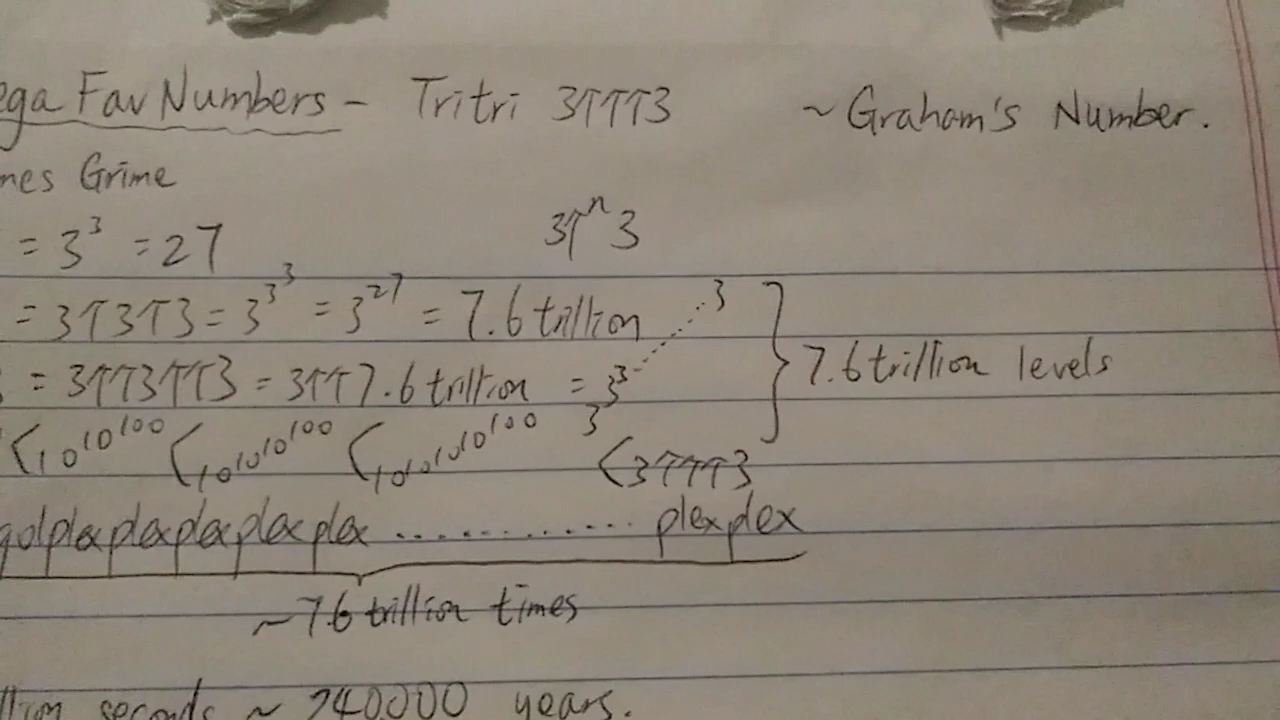 ega Fav Numbers - Tritri 3↑↑↑3 ~Graham's Number.
mes Grime
= 3³ = 27 3↑ⁿ3
= 3↑3↑3 = 3^3^3 = 3^27 = 7.6 trillion
= 3↑↑3↑↑3 = 3↑↑7.6 trillion = 3^3^...^3 } 7.6 trillion levels
<10^10^100 <10^10^10^100 <10^10^10^10^100 <3↑↑↑3
golplexplexplexplexplex ............ plexplex
~7.6 trillion times
llion seconds ~ 240,000 years.